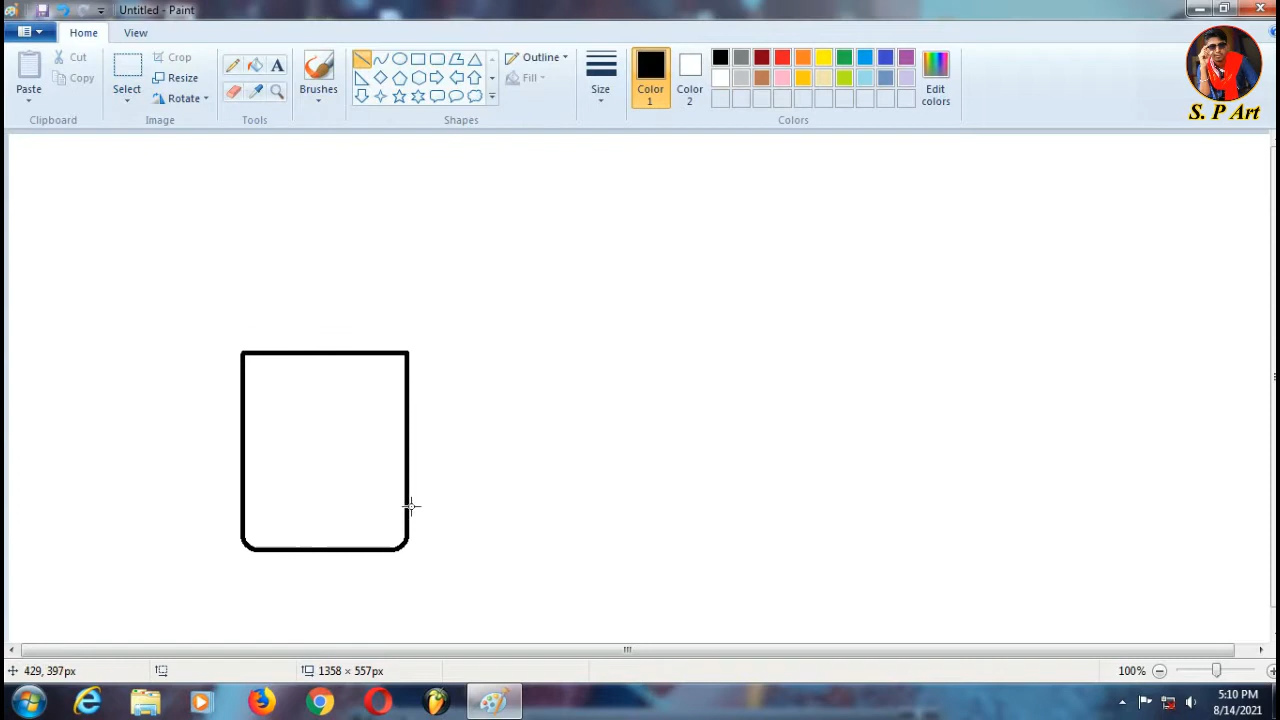 Untitled - Paint
Home
View
Paste
Cut
Copy
Clipboard
Select
Crop
Resize
Rotate
Image
A
Tools
Brushes
Outline
Fill
Shapes
Size
Color 1
Color 2
Edit colors
Colors
S. P Art
429, 397px
1358 × 557px
100%
5:10 PM
8/14/2021